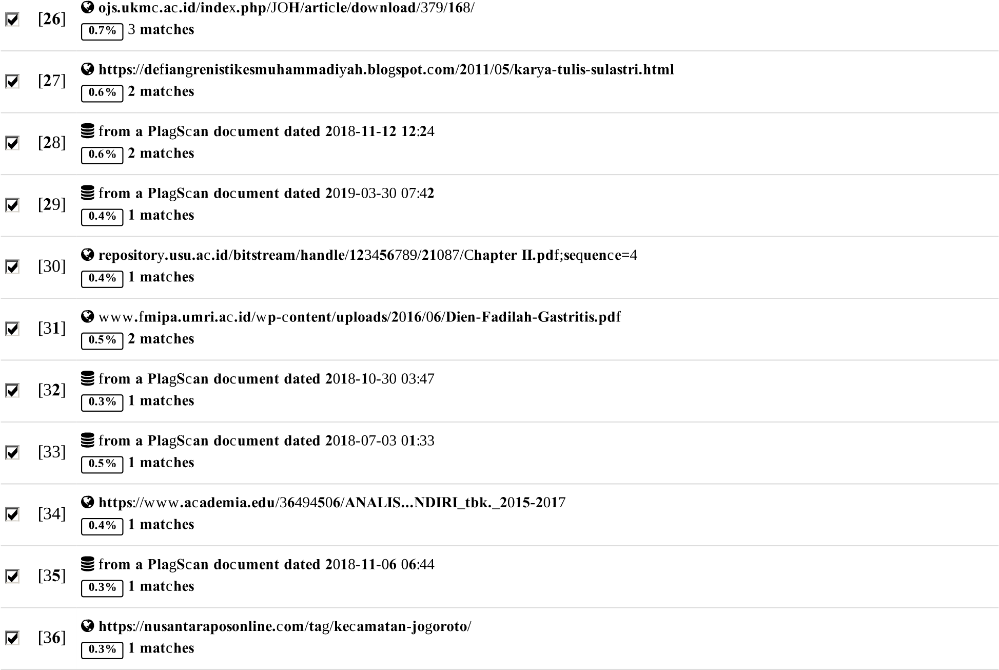 [26] ojs.ukmc.ac.id/index.php/JOH/article/download/379/168/
0.7% 3 matches
[27] https://defiangrenistikesmuhammadiyah.blogspot.com/2011/05/karya-tulis-sulastri.html
0.6% 2 matches
[28] from a PlagScan document dated 2018-11-12 12:24
0.6% 2 matches
[29] from a PlagScan document dated 2019-03-30 07:42
0.4% 1 matches
[30] repository.usu.ac.id/bitstream/handle/123456789/21087/Chapter II.pdf;sequence=4
0.4% 1 matches
[31] www.fmipa.umri.ac.id/wp-content/uploads/2016/06/Dien-Fadilah-Gastritis.pdf
0.5% 2 matches
[32] from a PlagScan document dated 2018-10-30 03:47
0.3% 1 matches
[33] from a PlagScan document dated 2018-07-03 01:33
0.5% 1 matches
[34] https://www.academia.edu/36494506/ANALIS...NDIRI_tbk._2015-2017
0.4% 1 matches
[35] from a PlagScan document dated 2018-11-06 06:44
0.3% 1 matches
[36] https://nusantaraposonline.com/tag/kecamatan-jogoroto/
0.3% 1 matches